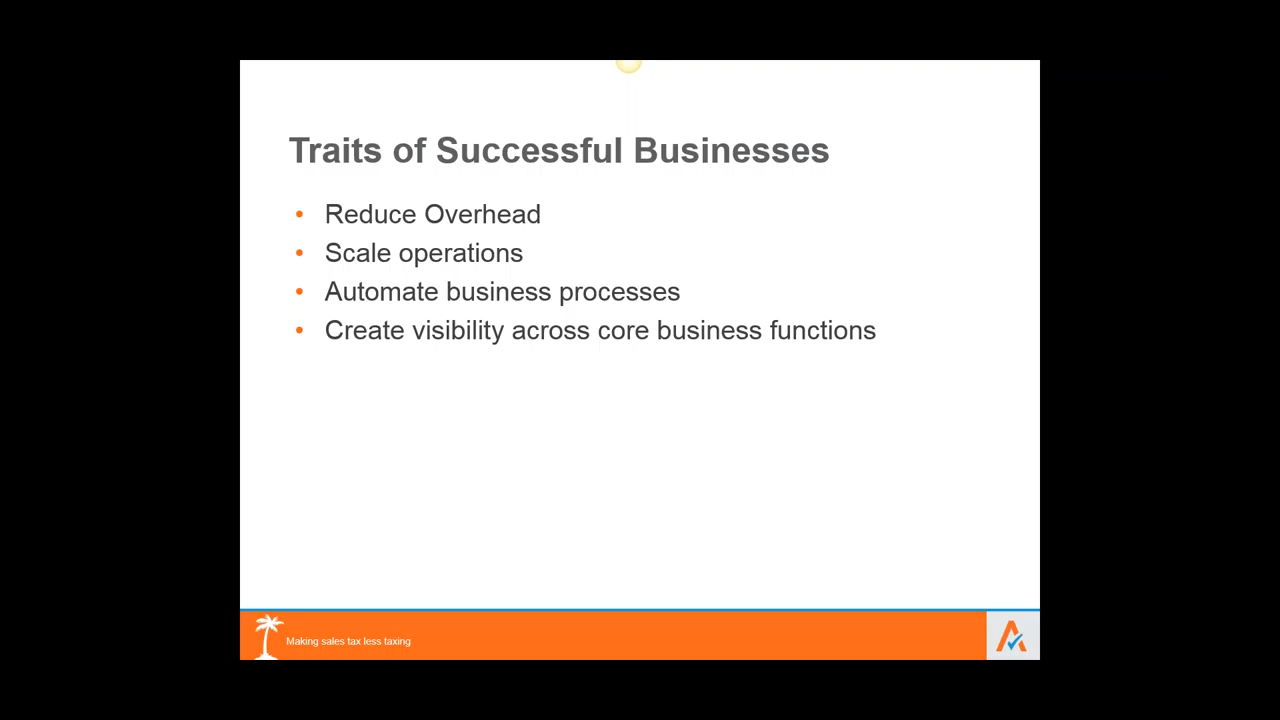 Traits of Successful Businesses
• Reduce Overhead
• Scale operations
• Automate business processes
• Create visibility across core business functions
Making sales tax less taxing